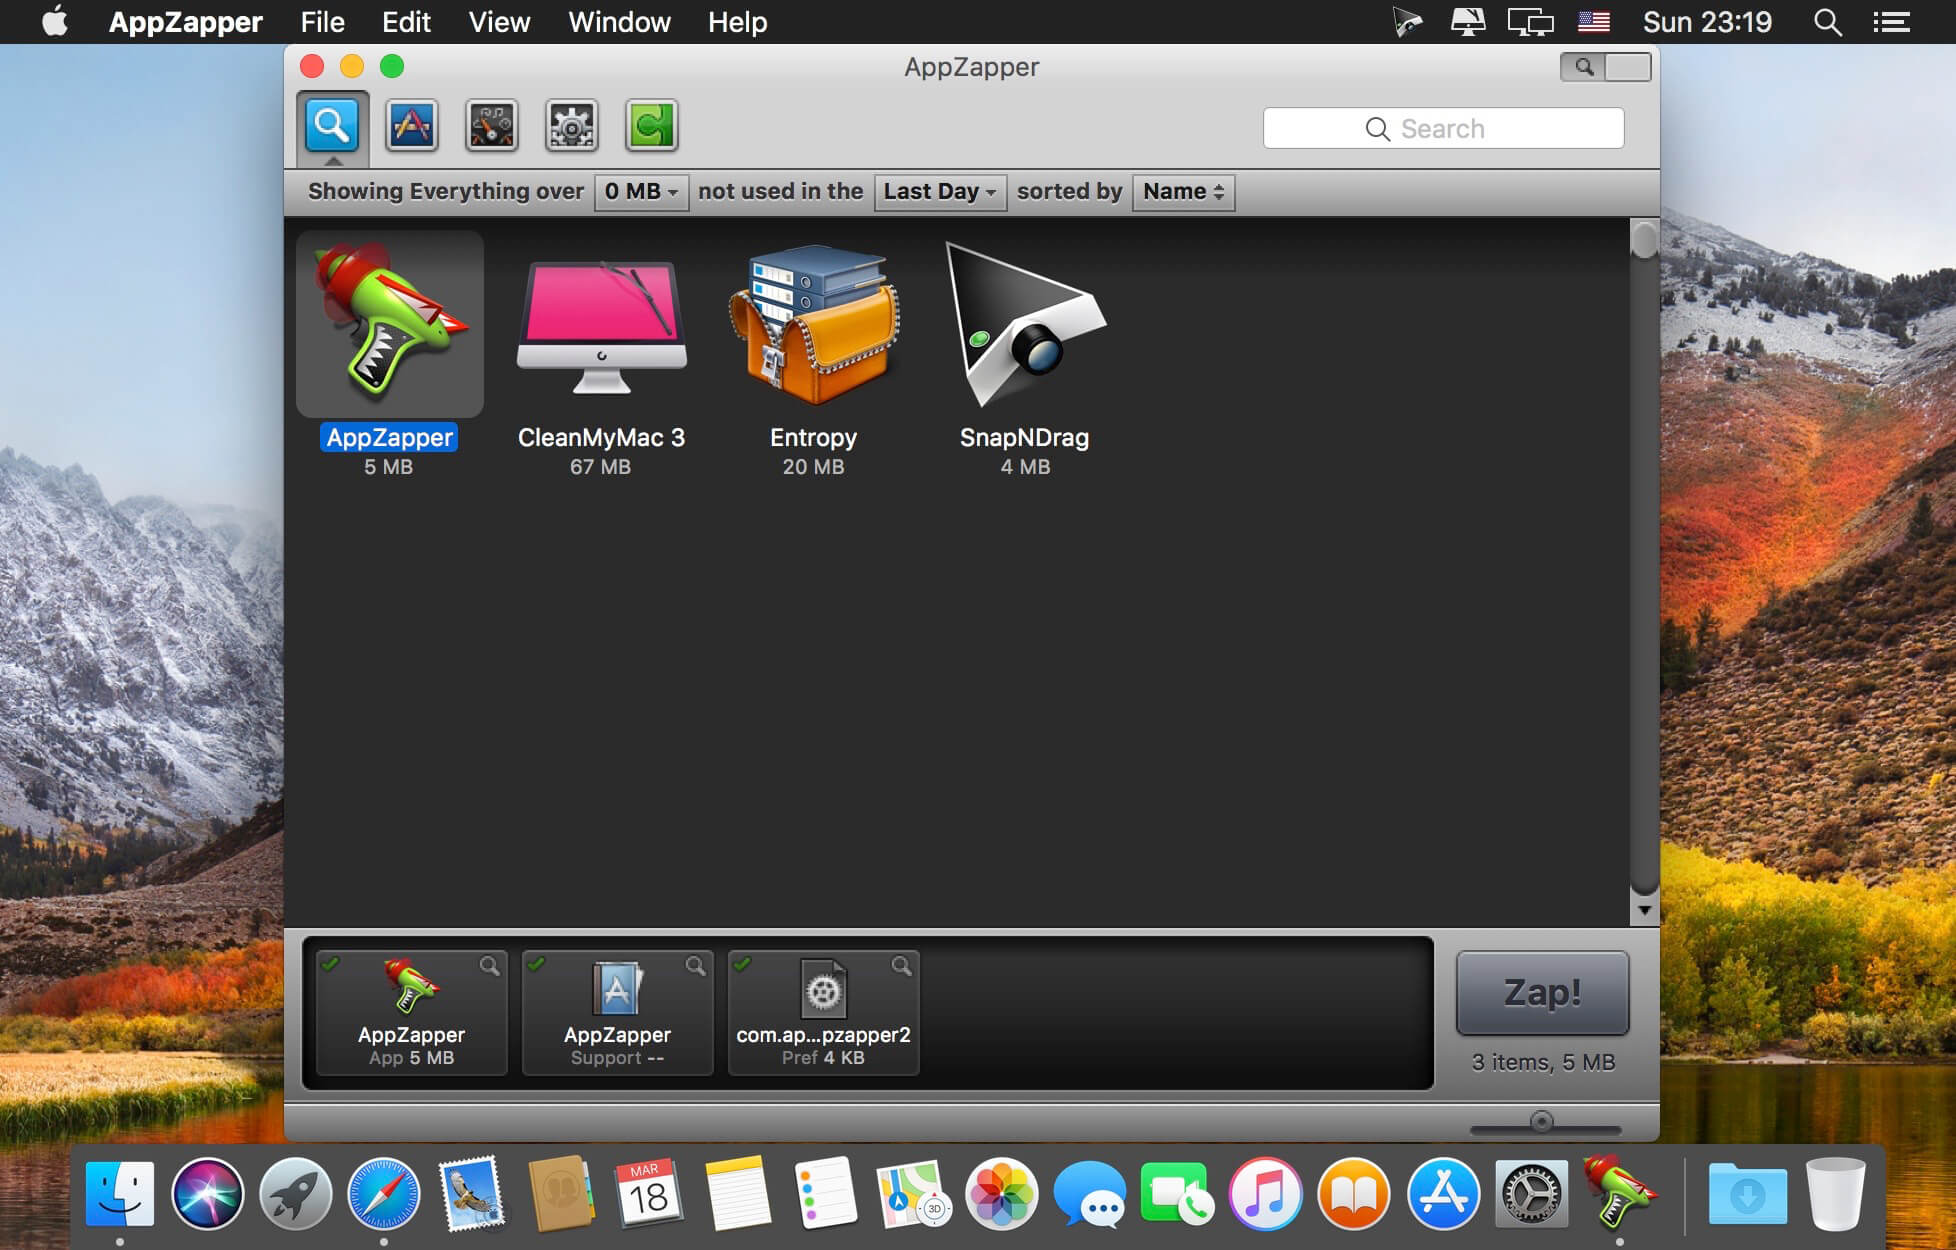 AppZapper File Edit View Window Help Sun 23:19
AppZapper
Search
Showing Everything over 0 MB not used in the Last Day sorted by Name
AppZapper CleanMyMac 3 Entropy SnapNDrag
5 MB 67 MB 20 MB 4 MB
AppZapper AppZapper com.ap...pzapper2
App 5 MB Support -- Pref 4 KB
Zap!
3 items, 5 MB
MAR
18
3D